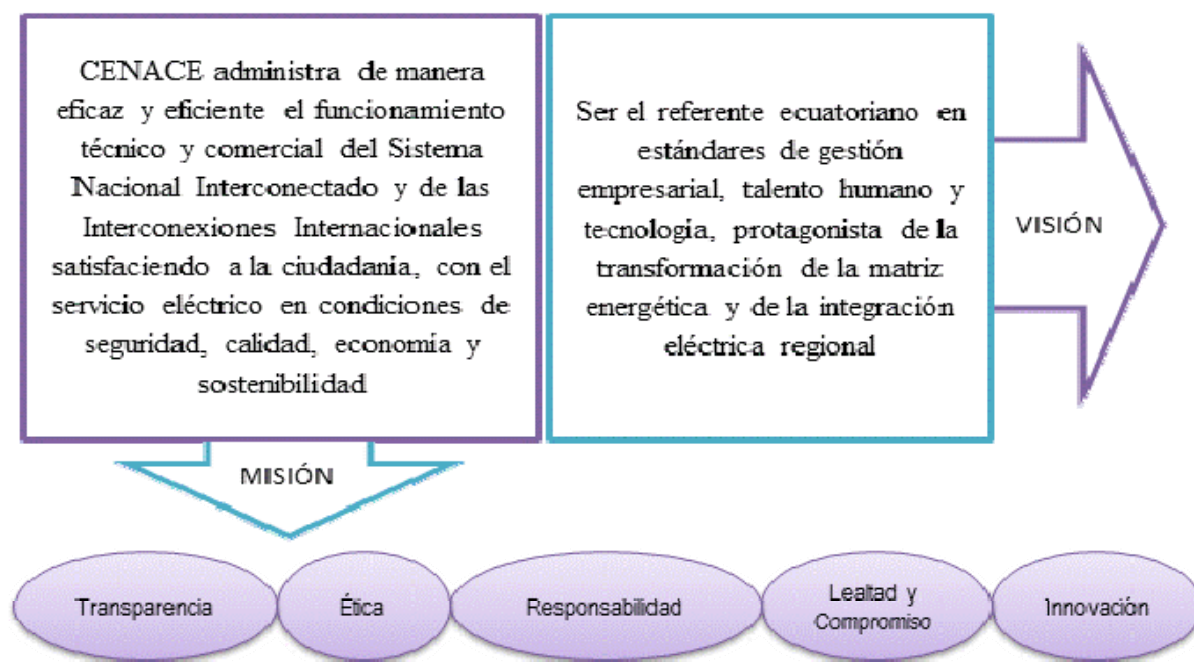 CENACE administra de manera
eficaz y eficiente el funcionamiento
técnico y comercial del Sistema
Nacional Interconectado y de las
Interconexiones Internacionales
satisfaciendo a la ciudadanía, con el
servicio eléctrico en condiciones de
seguridad, calidad, economía y
sostenibilidad
Ser el referente ecuatoriano en
estándares de gestión
empresarial, talento humano y
tecnología, protagonista de la
transformación de la matriz
energética y de la integración
eléctrica regional
VISIÓN
MISIÓN
Transparencia
Ética
Responsabilidad
Lealtad y
Compromiso
Innovación